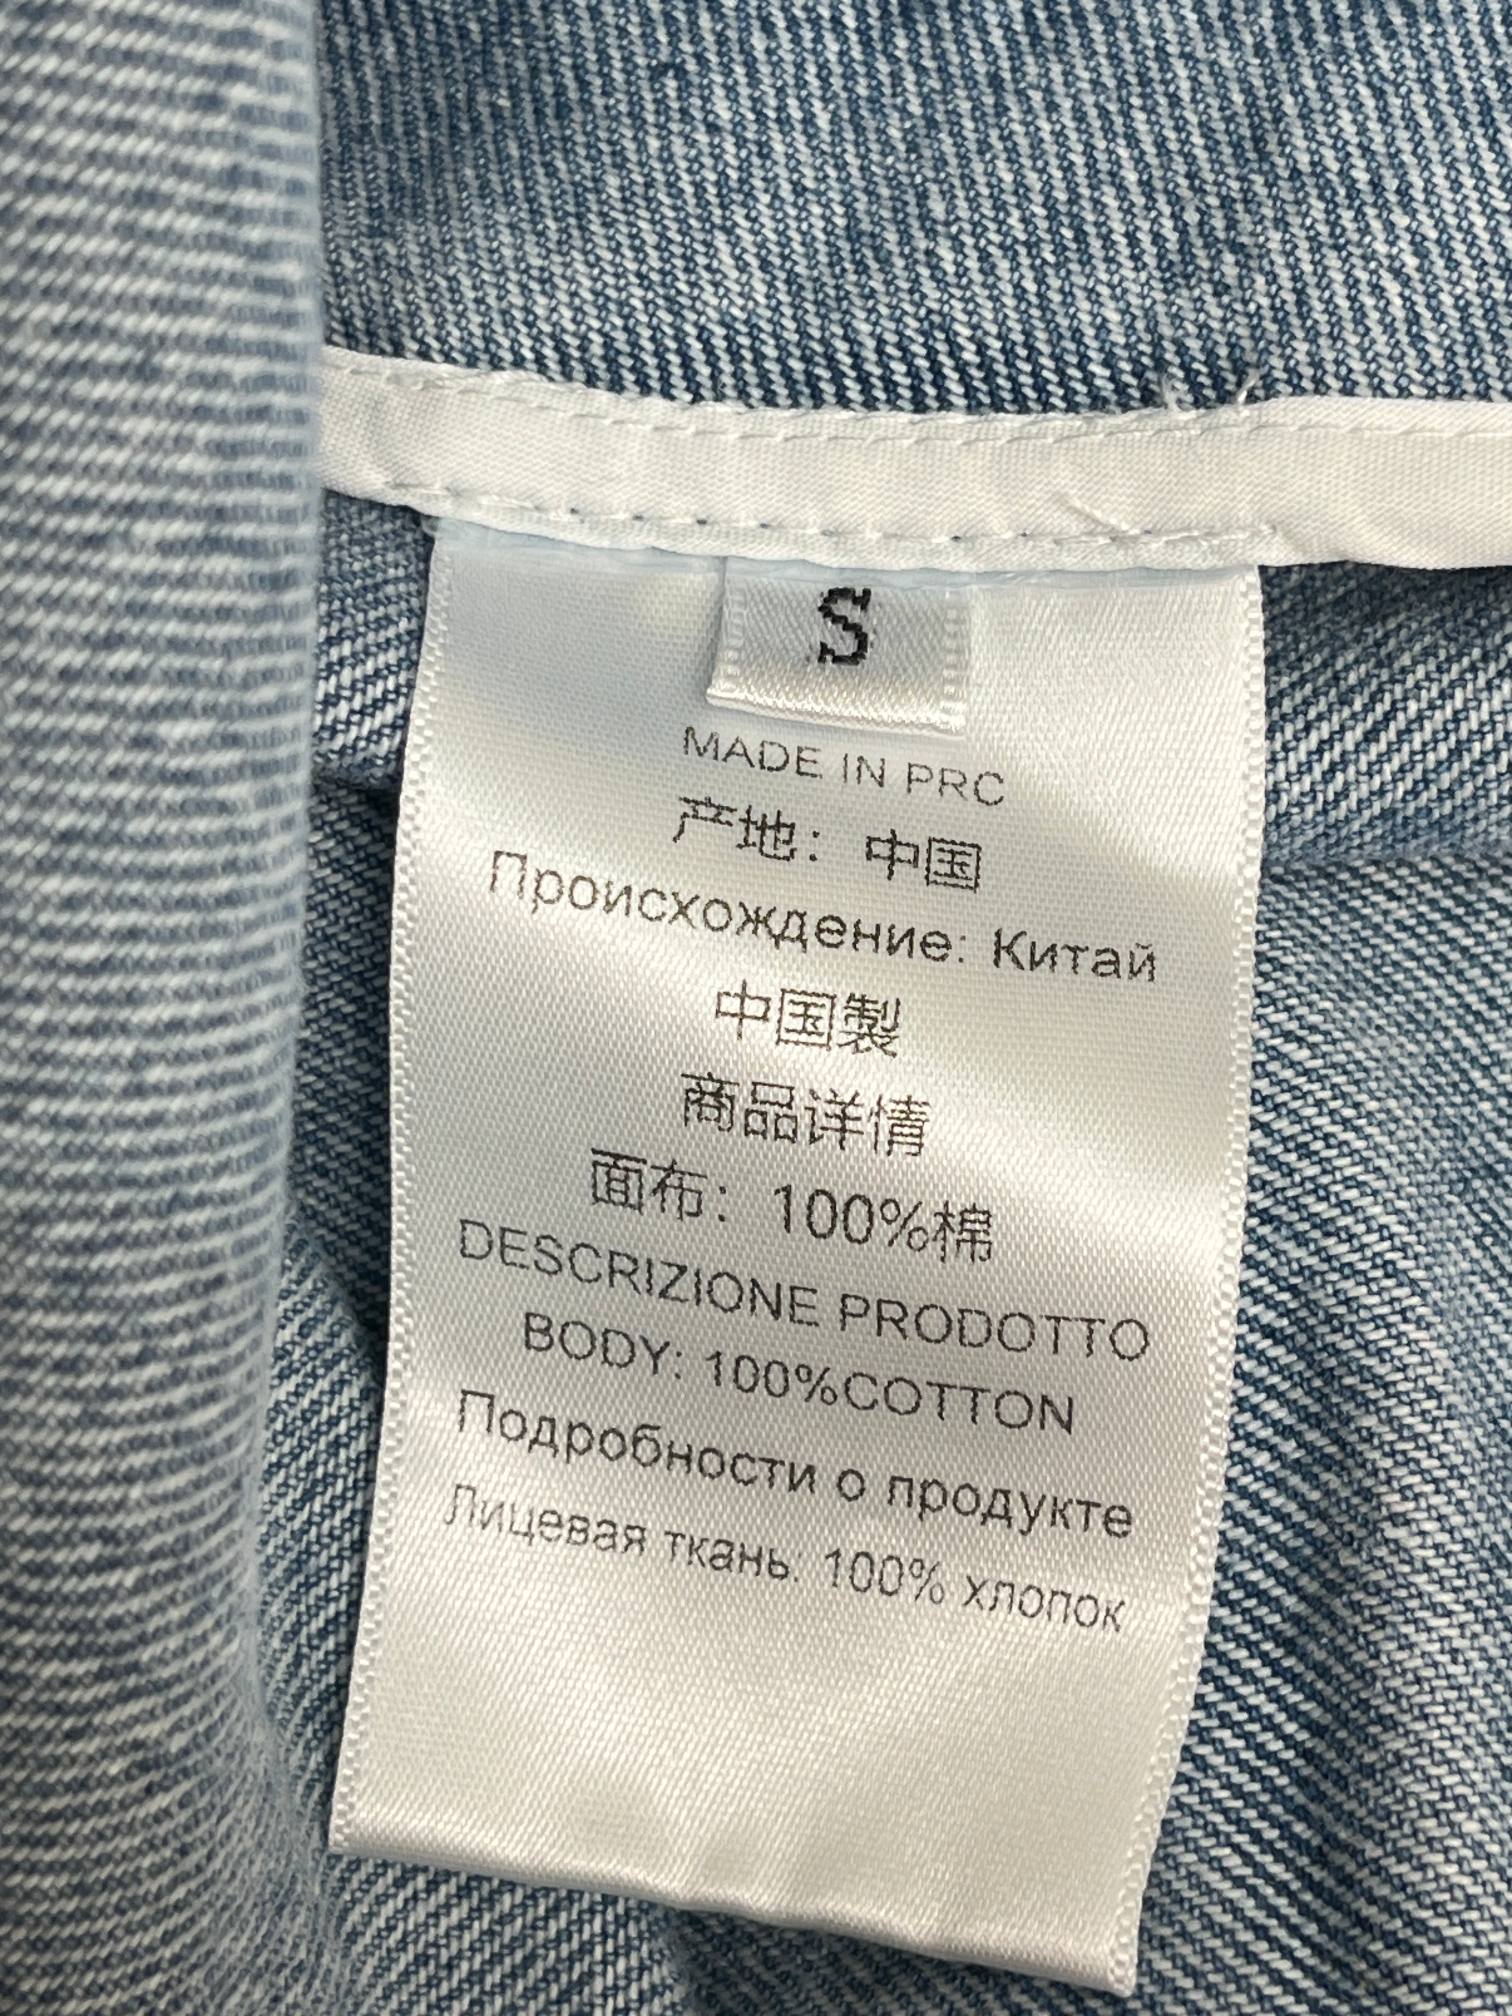 S
MADE IN PRC
产地：中国
Происхождение: Китай
中国製
商品详情
面布：100%棉
DESCRIZIONE PRODOTTO
BODY: 100%COTTON
Подробности о продукте
Лицевая ткань: 100% хлопок